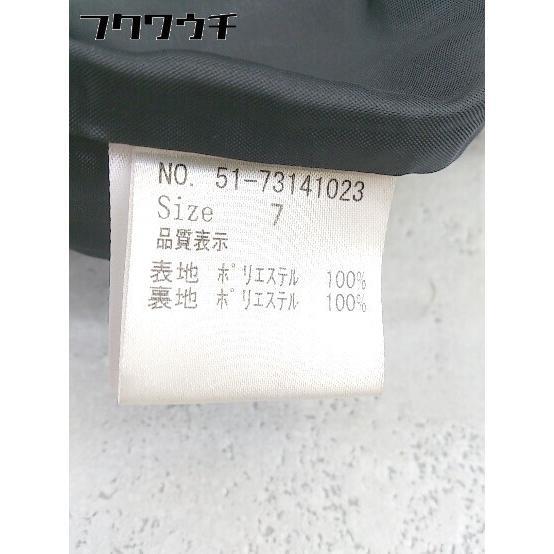 フクワウチ
NO. 51-73141023
Size 7
品質表示
表地 ポリエステル 100%
裏地 ポリエステル 100%